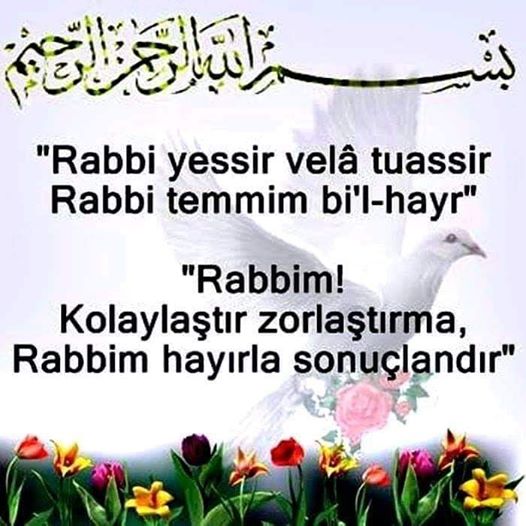 بسم الله الرحمن الرحيم
"Rabbi yessir velâ tuassir
Rabbi temmim bi'l-hayr"
"Rabbim!
Kolaylaştır zorlaştırma,
Rabbim hayırla sonuçlandır"